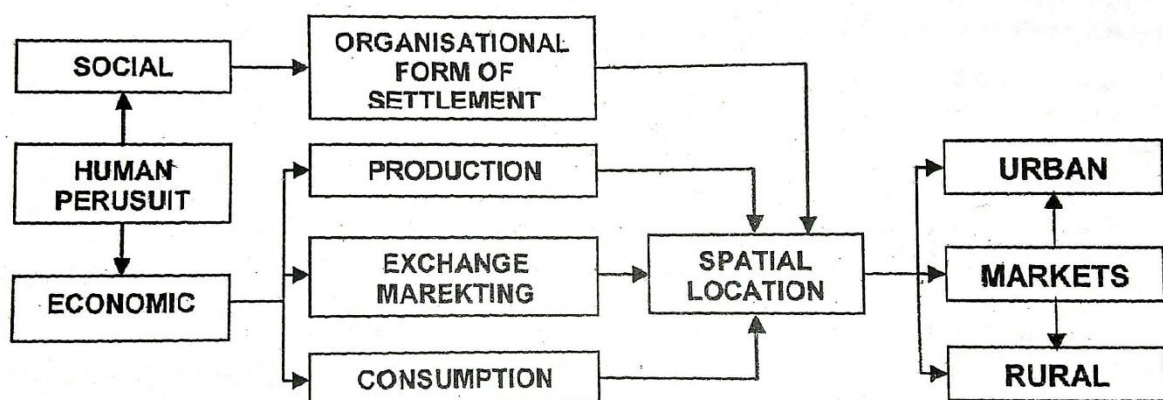 SOCIAL
ORGANISATIONAL
FORM OF
SETTLEMENT
HUMAN
PERUSUIT
PRODUCTION
URBAN
ECONOMIC
EXCHANGE
MAREKTING
SPATIAL
LOCATION
MARKETS
CONSUMPTION
RURAL